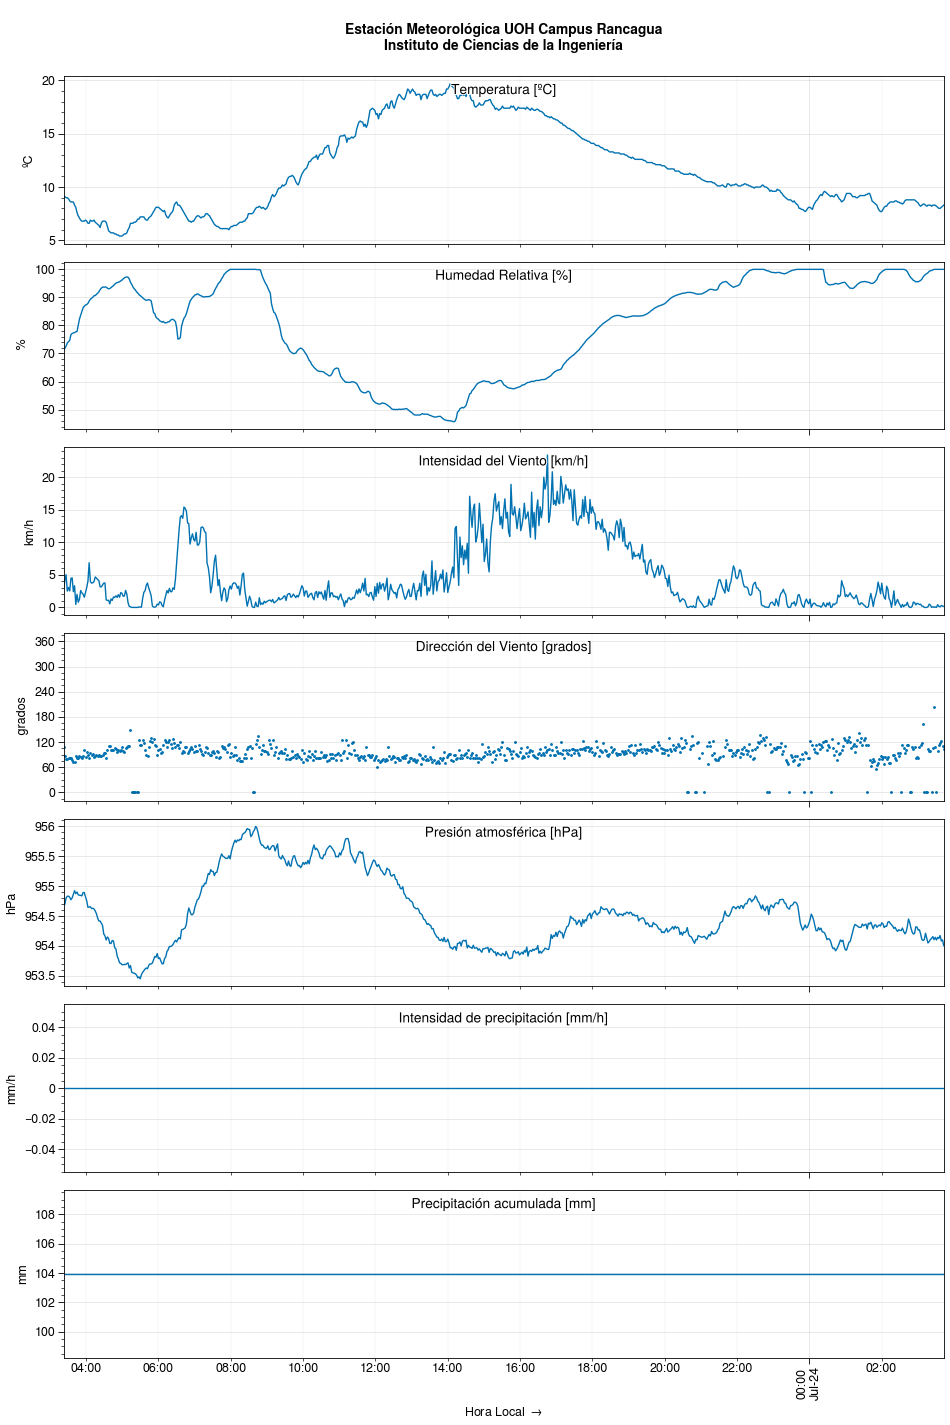 Estación Meteorológica UOH Campus Rancagua
Instituto de Ciencias de la Ingeniería
Temperatura [ºC]
ºC
20
15
10
5
Humedad Relativa [%]
%
100
90
80
70
60
50
Intensidad del Viento [km/h]
km/h
20
15
10
5
0
Dirección del Viento [grados]
grados
360
300
240
180
120
60
0
Presión atmosférica [hPa]
hPa
956
955.5
955
954.5
954
953.5
Intensidad de precipitación [mm/h]
mm/h
0.04
0.02
0
−0.02
−0.04
Precipitación acumulada [mm]
mm
108
106
104
102
100
04:00 06:00 08:00 10:00 12:00 14:00 16:00 18:00 20:00 22:00 00:00 02:00
Jul-24
Hora Local →